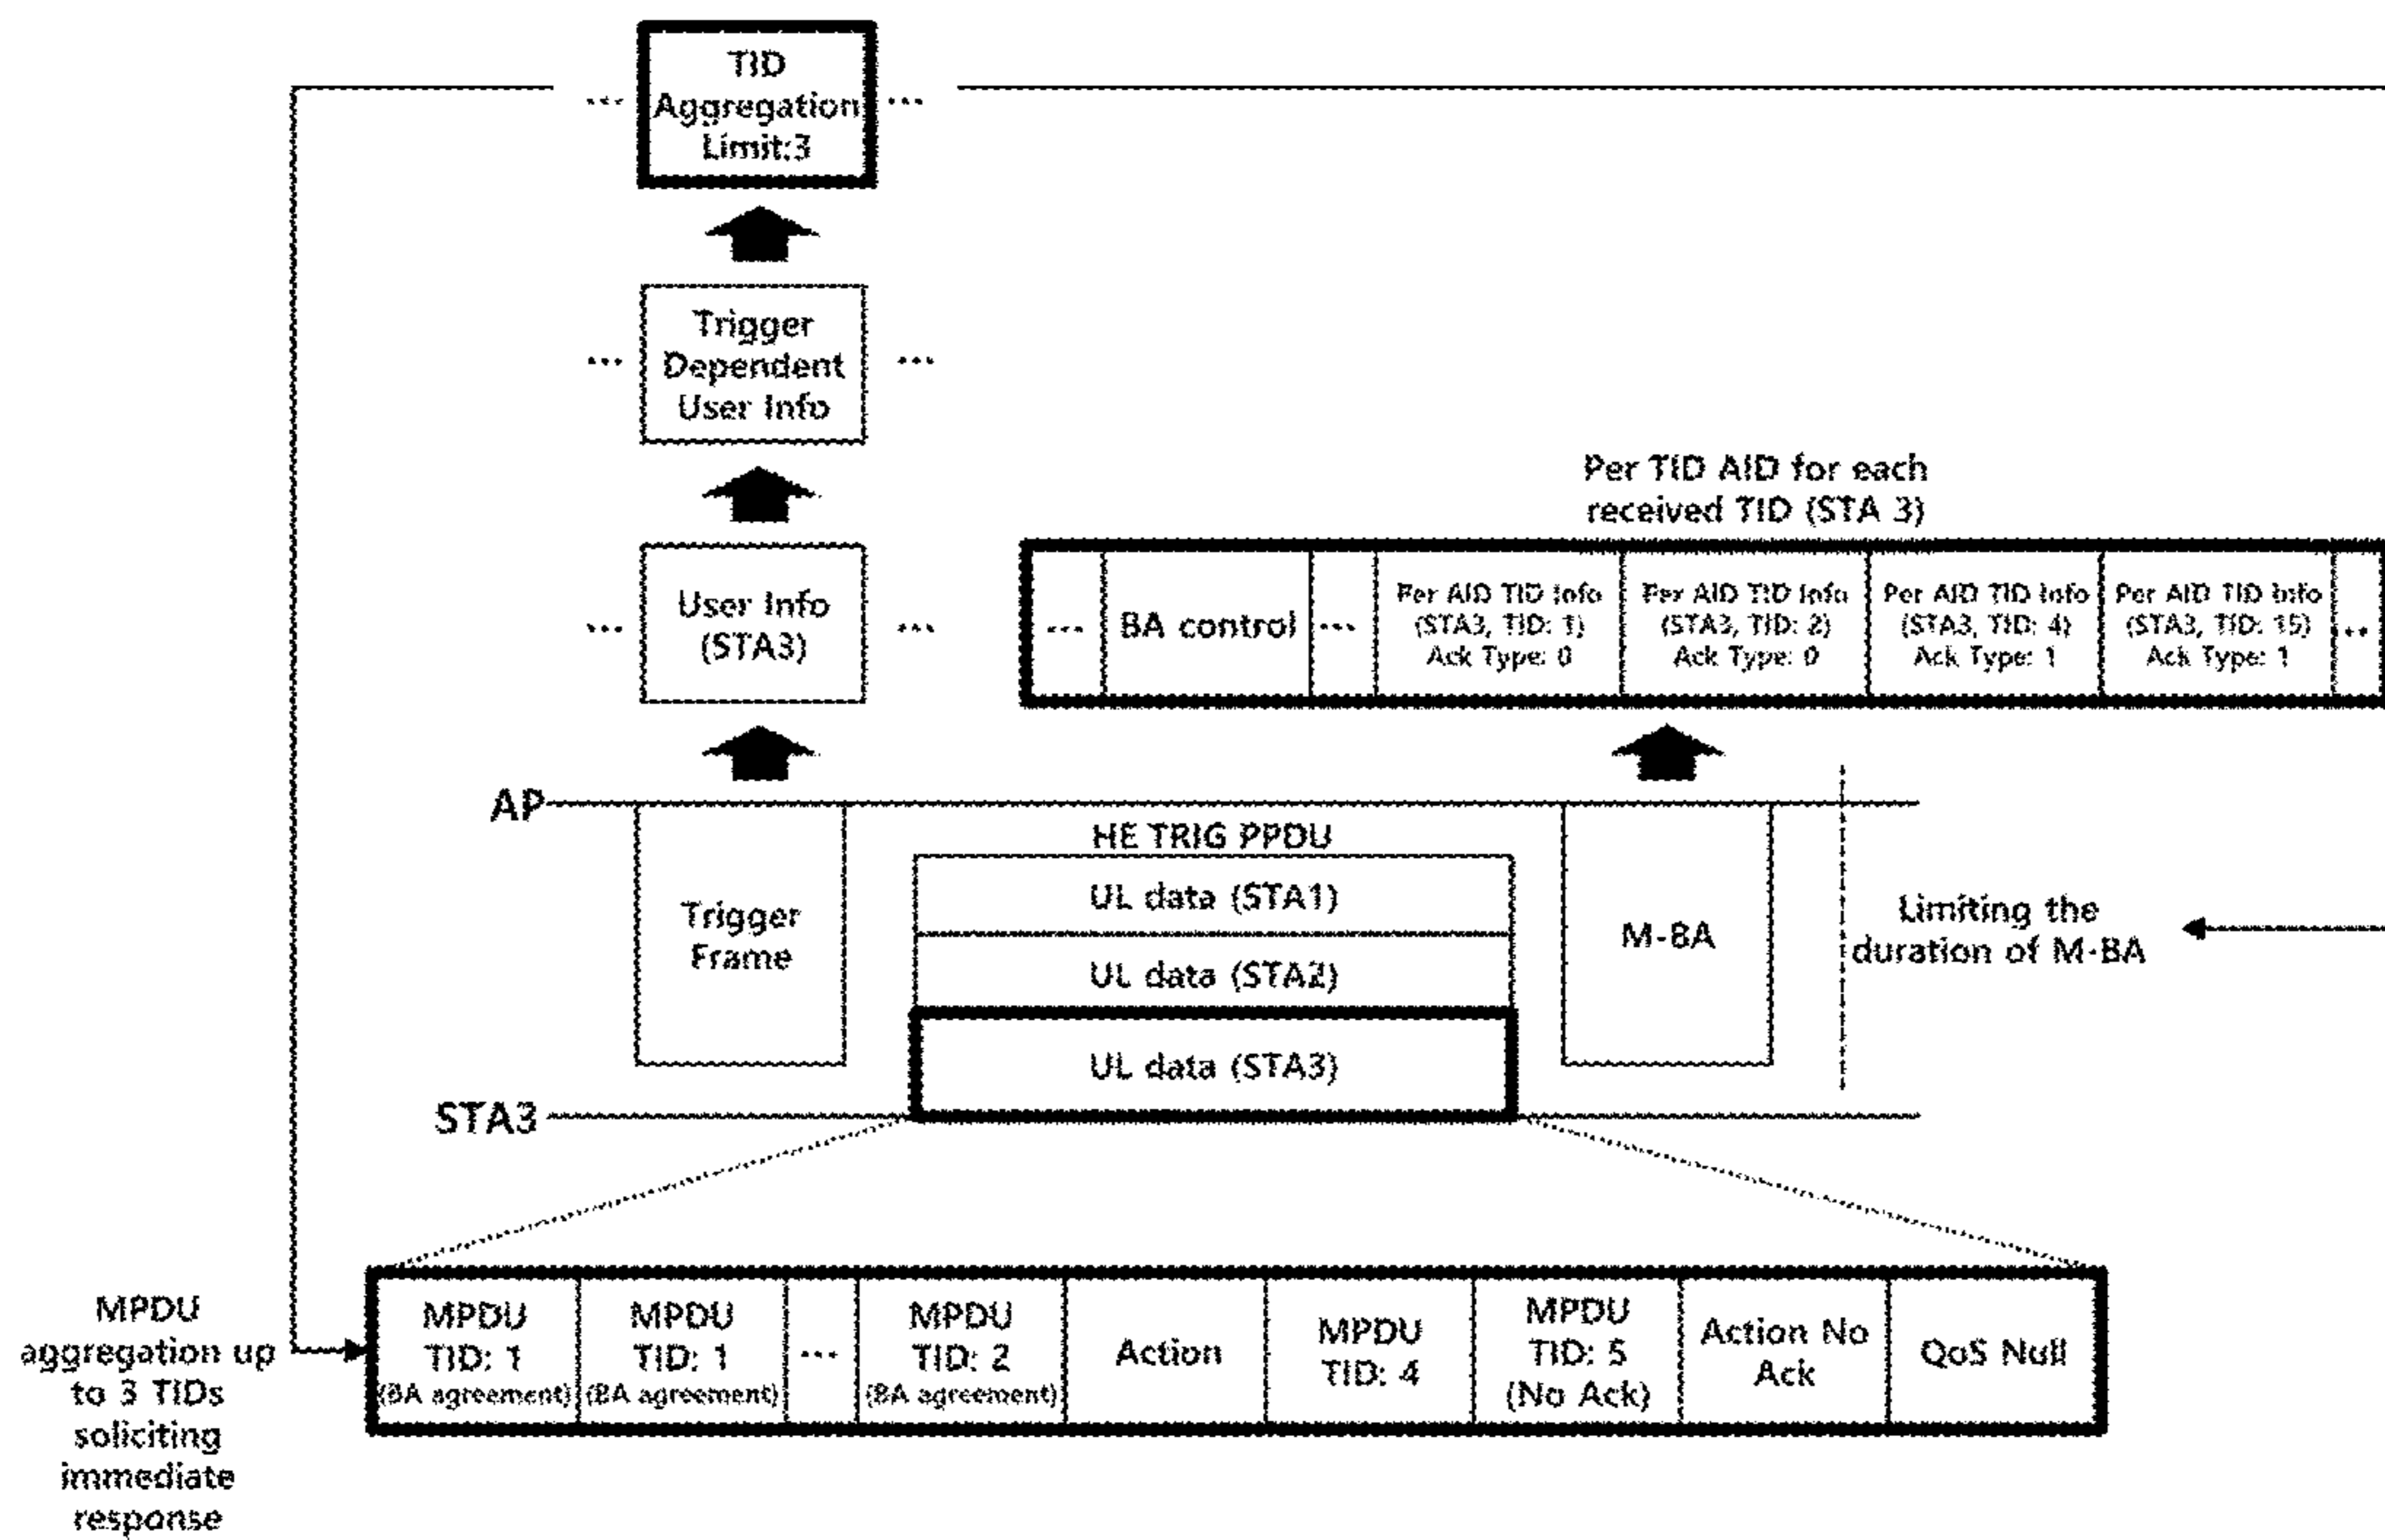 TID
Aggregation
Limit:3
... ...
Trigger
Dependent
User Info
... ...
User Info
(STA3)
... ...
Per TID AID for each
received TID (STA 3)
...
BA control
...
Per AID TID Info
(STA3, TID: 1)
Ack Type: 0
Per AID TID Info
(STA3, TID: 2)
Ack Type: 0
Per AID TID Info
(STA3, TID: 4)
Ack Type: 1
Per AID TID Info
(STA3, TID: 15)
Ack Type: 1
...
AP
Trigger
Frame
HE TRIG PPDU
UL data (STA1)
UL data (STA2)
UL data (STA3)
M-BA
Limiting the
duration of M-BA
STA3
MPDU
aggregation up
to 3 TIDs
soliciting
immediate
response
MPDU
TID: 1
(BA agreement)
MPDU
TID: 1
(BA agreement)
...
MPDU
TID: 2
(BA agreement)
Action
MPDU
TID: 4
MPDU
TID: 5
(No Ack)
Action No
Ack
QoS Null